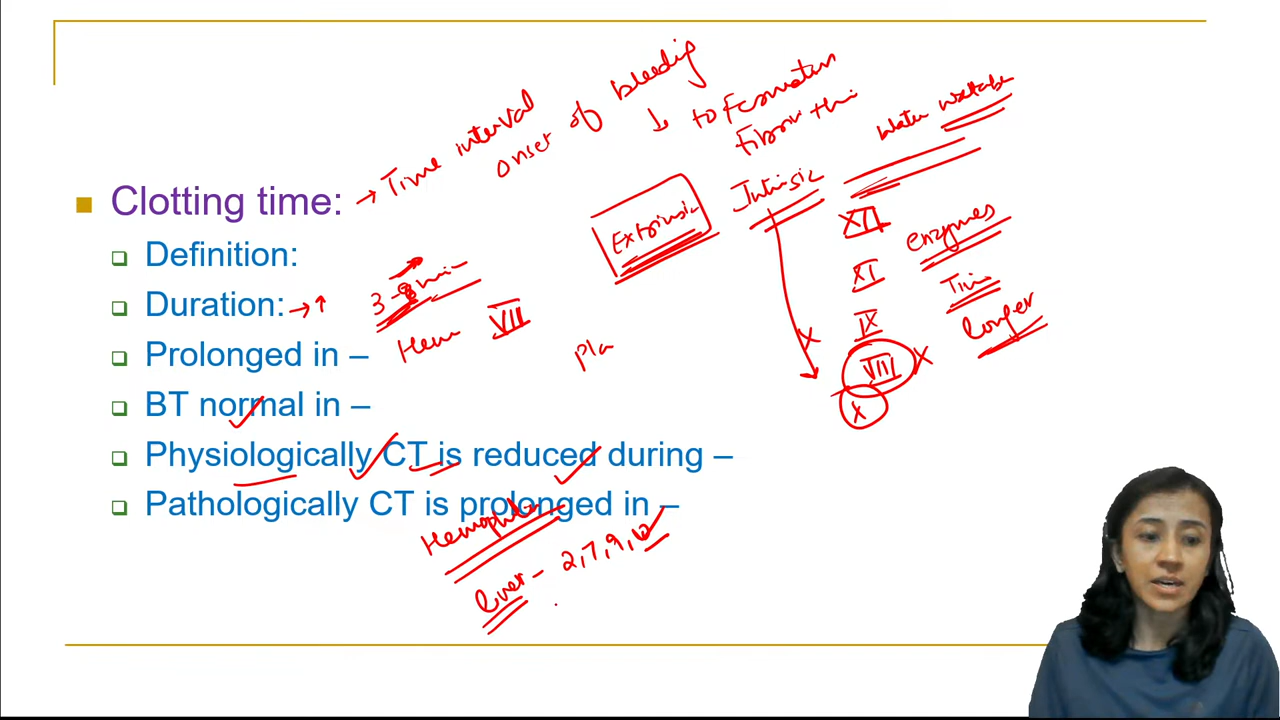 Time interval
onset of bleeding
to Formation
Fibrin
Water
Clotting time:
Extrinsic
Intrinsic
XII
enzymes
Definition:
XI
Time
longer
Duration:
3-8 min
IX
Hem VII
Pla
Prolonged in –
VIII X
BT normal in –
X
Physiologically CT is reduced during –
Pathologically CT is prolonged in –
Hemophilia
liver – 2,7,9,10